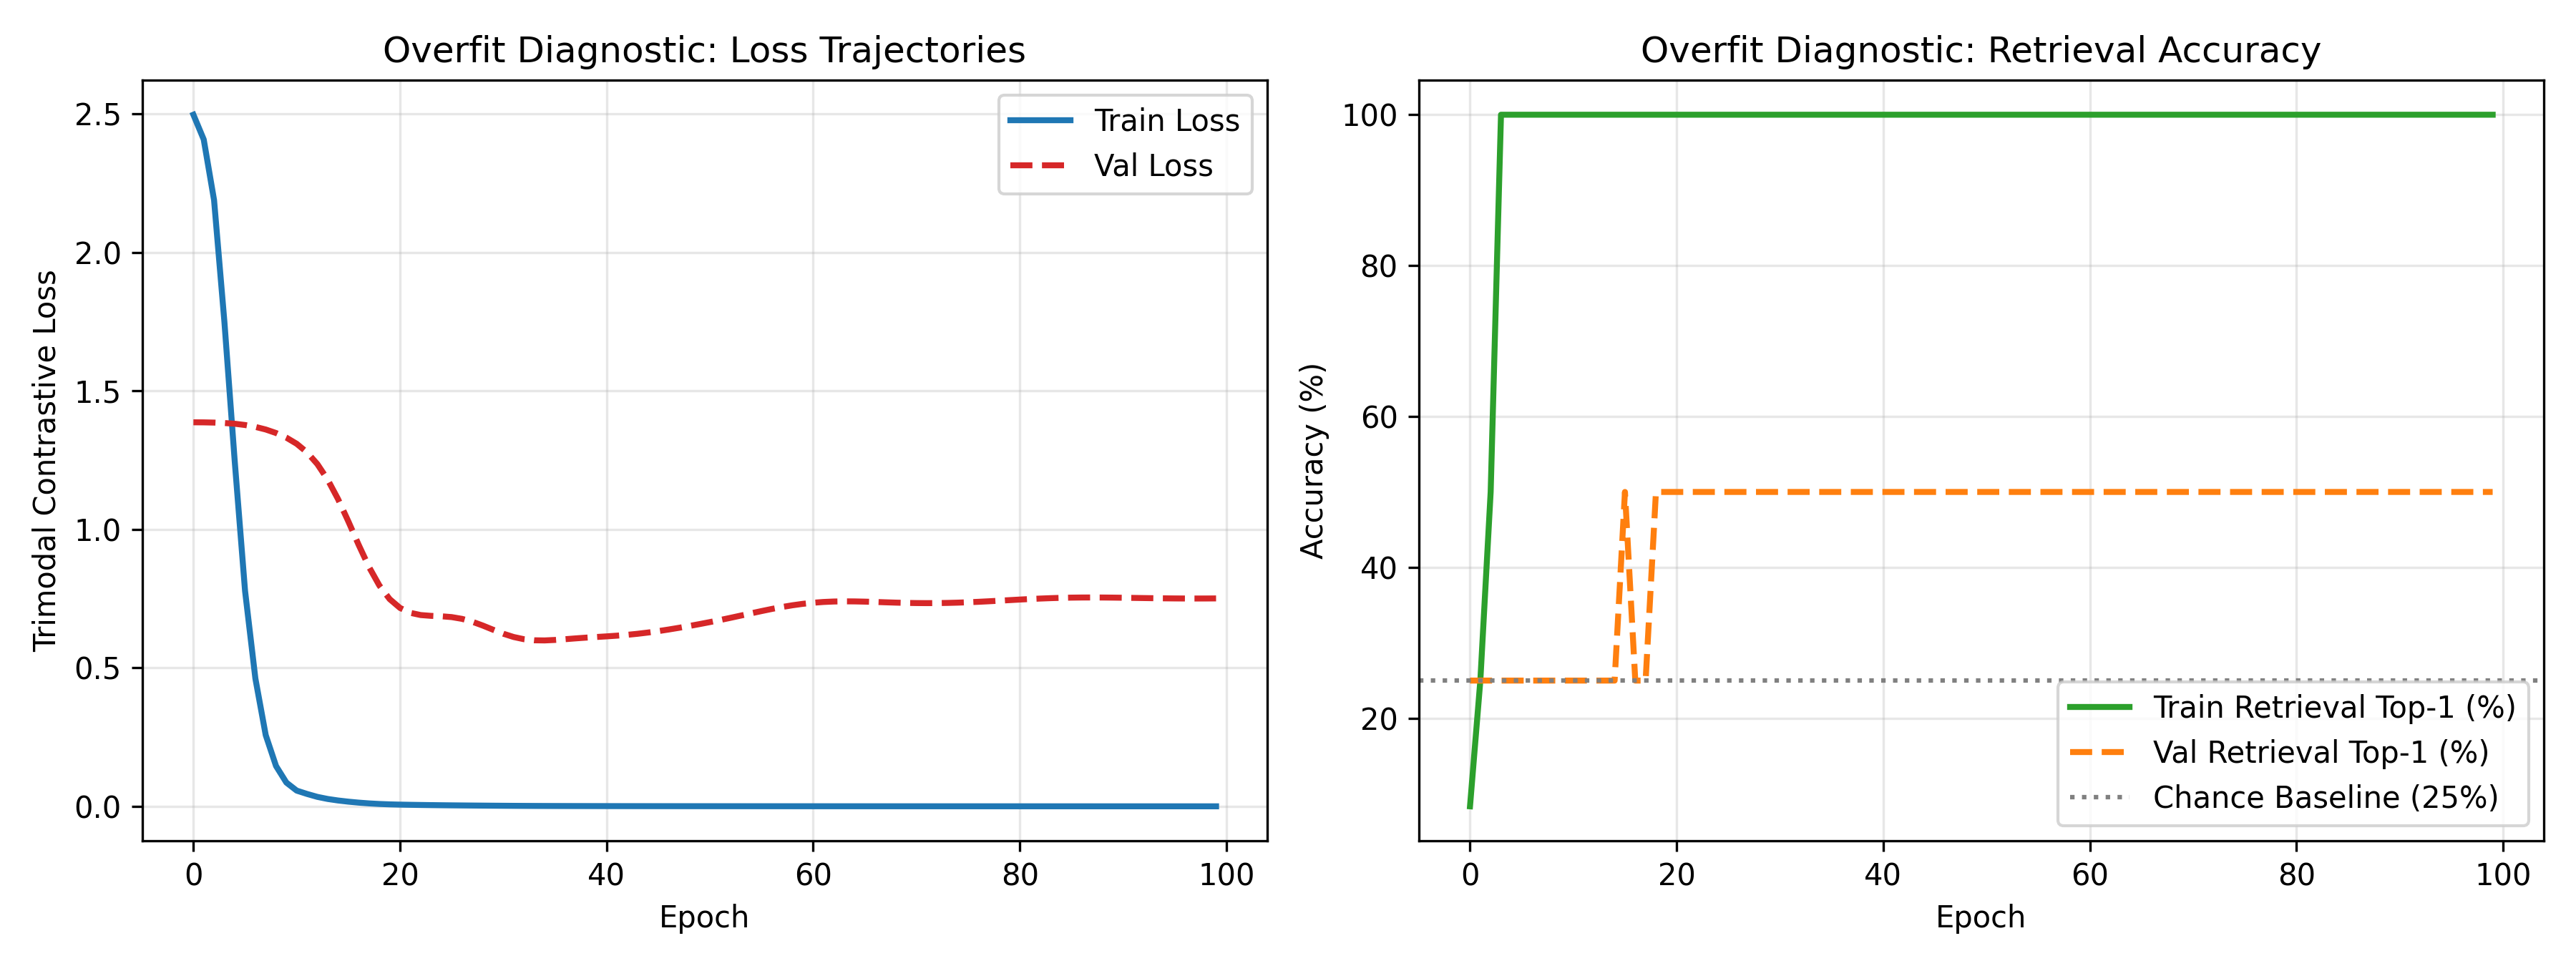 Overfit Diagnostic: Loss Trajectories
Trimodal Contrastive Loss
2.5
2.0
1.5
1.0
0.5
0.0
Train Loss
Val Loss
0 20 40 60 80 100
Epoch
Overfit Diagnostic: Retrieval Accuracy
Accuracy (%)
100
80
60
40
20
Train Retrieval Top-1 (%)
Val Retrieval Top-1 (%)
Chance Baseline (25%)
0 20 40 60 80 100
Epoch